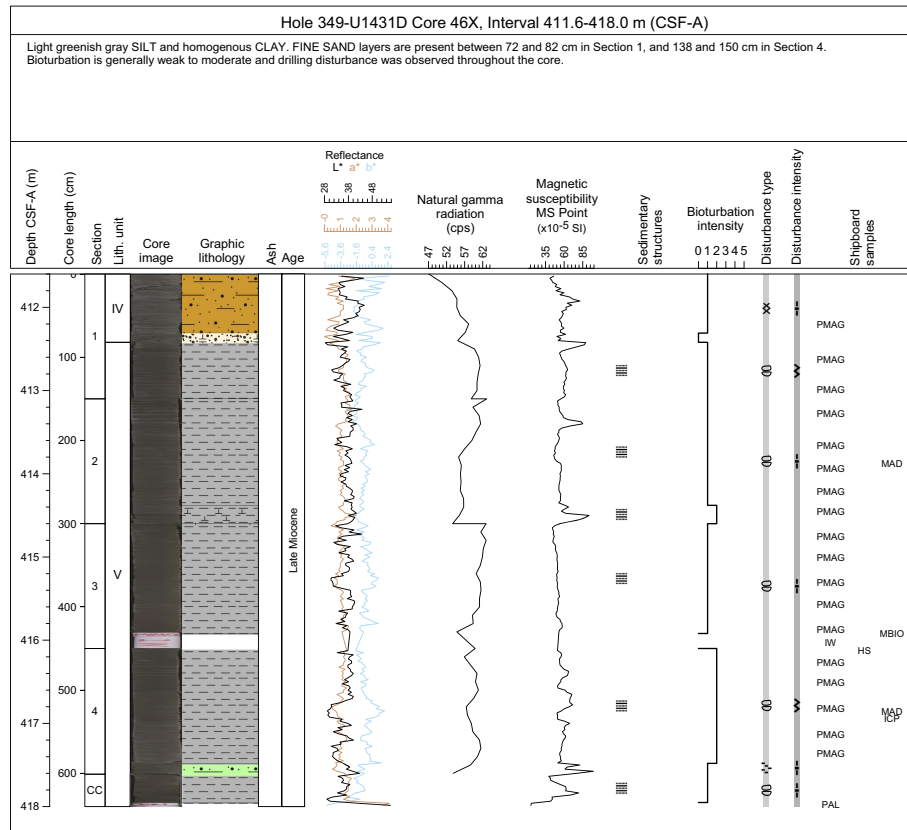 Hole 349-U1431D Core 46X, Interval 411.6-418.0 m (CSF-A)
Light greenish gray SILT and homogenous CLAY. FINE SAND layers are present between 72 and 82 cm in Section 1, and 138 and 150 cm in Section 4.
Bioturbation is generally weak to moderate and drilling disturbance was observed throughout the core.
Depth CSF-A (m)
Core length (cm)
Section
Lith. unit
Core
image
Graphic
lithology
Ash
Age
Reflectance
L* a* b*
28 38 48
-0 1 2 3 4
-5.6 -3.6 -1.6 0.4 2.4
Natural gamma
radiation
(cps)
47 52 57 62
Magnetic
susceptibility
MS Point
(x10-5 SI)
35 60 85
Sedimentary
structures
Bioturbation
intensity
0 1 2 3 4 5
Disturbance type
Disturbance intensity
Shipboard
samples
0
412
IV
PMAG
1
100
PMAG
413
PMAG
PMAG
200
PMAG
2
MAD
414
PMAG
PMAG
PMAG
300
PMAG
415
PMAG
Late Miocene
V
3
PMAG
400
PMAG
PMAG
MBIO
416
IW
HS
PMAG
PMAG
500
4
PMAG
MAD
ICP
417
PMAG
PMAG
600
CC
418
PAL